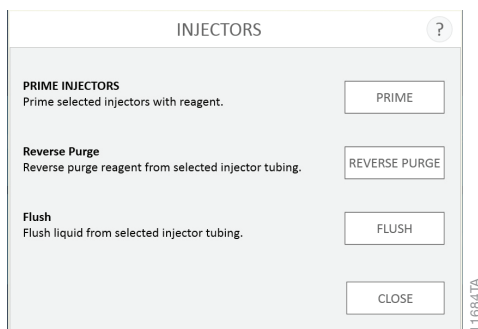 INJECTORS
?
PRIME INJECTORS
Prime selected injectors with reagent.
PRIME
Reverse Purge
Reverse purge reagent from selected injector tubing.
REVERSE PURGE
Flush
Flush liquid from selected injector tubing.
FLUSH
CLOSE
11684TA